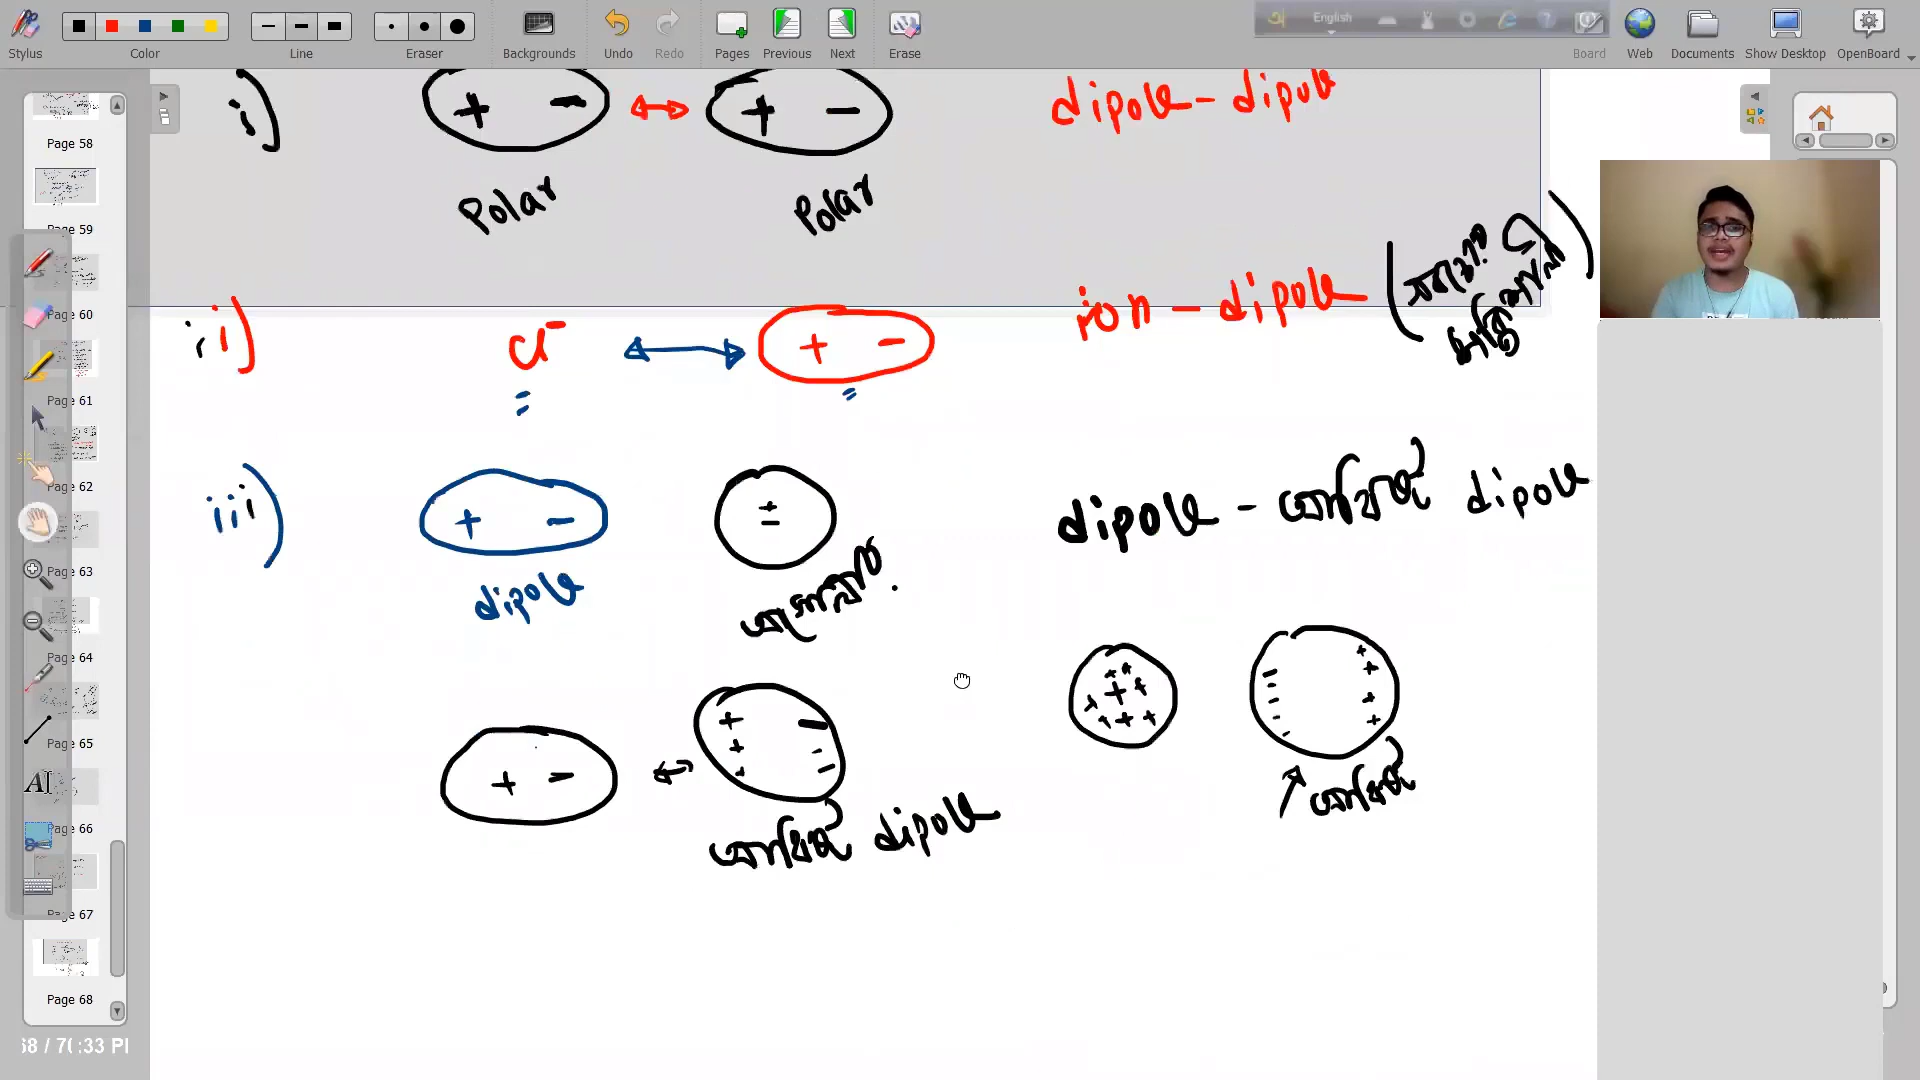 Stylus
Color
Line
Eraser
Backgrounds
Undo
Redo
Pages
Previous
Next
Erase
English
Board
Web
Documents
Show Desktop
OpenBoard
Page 58
Page 59
Page 60
Page 61
Page 62
Page 63
Page 64
Page 65
Page 66
Page 67
Page 68
i) + - + - dipole - dipole
Polar Polar
ii) Cl⁻ + - ion - dipole
iii) + - + - dipole - আবিষ্ট dipole
dipole
+ - + + + - - -
আবিষ্ট dipole
আবিষ্ট